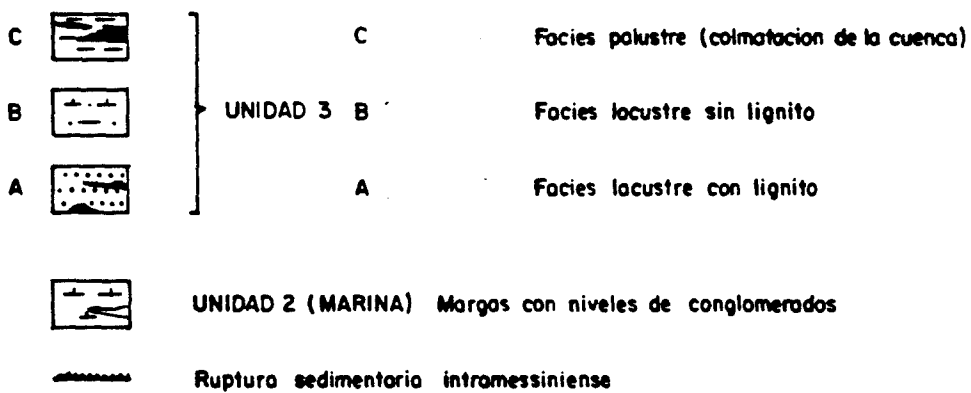 C C Facies palustre (colmatacion de la cuenca)
UNIDAD 3
B B Facies lacustre sin lignito
A A Facies lacustre con lignito
UNIDAD 2 (MARINA) Margas con niveles de conglomerados
Ruptura sedimentaria intramessiniense